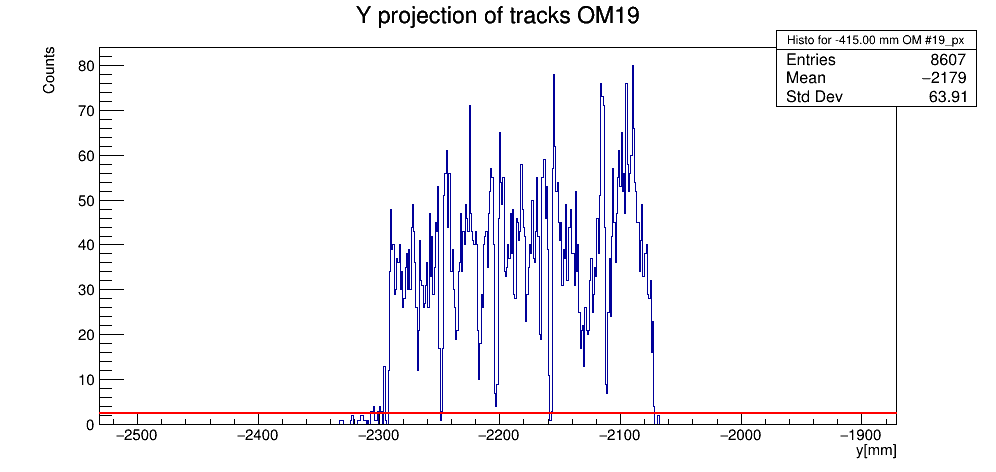 Y projection of tracks OM19
Histo for -415.00 mm OM #19_px
Entries 8607
Mean −2179
Std Dev 63.91
Counts
80
70
60
50
40
30
20
10
0
−2500 −2400 −2300 −2200 −2100 −2000 −1900
y[mm]